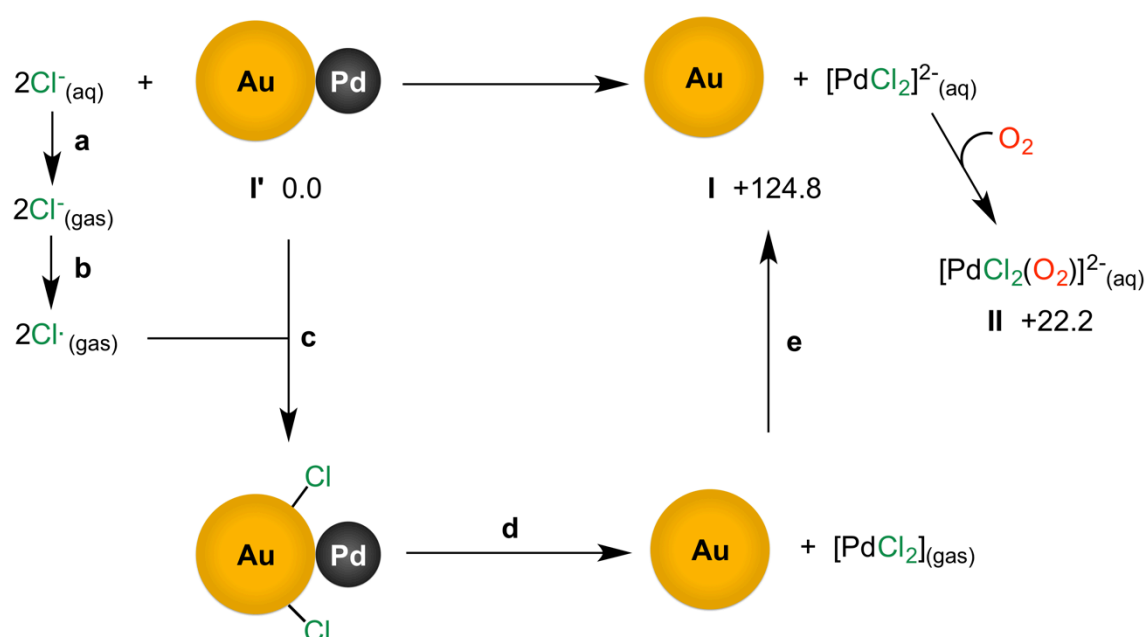 2Cl⁻(aq) + Au Pd Au + [PdCl₂]²⁻(aq)
a
O₂
I' 0.0 I +124.8
2Cl⁻(gas)
b
[PdCl₂(O₂)]²⁻(aq)
II +22.2
2Cl·(gas)
c e
Cl
d
Au Pd Au + [PdCl₂](gas)
Cl